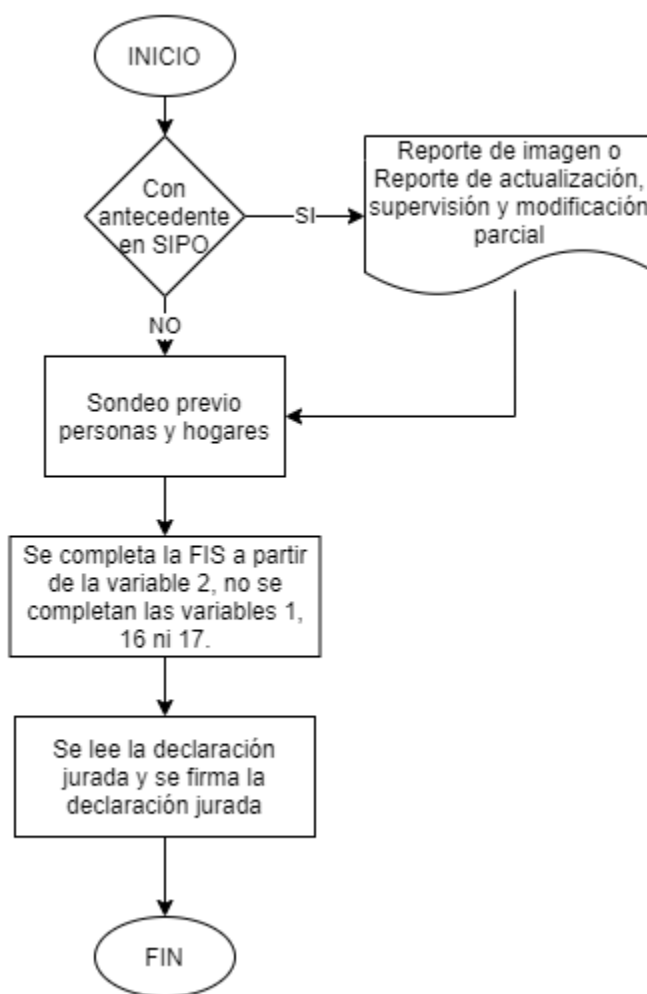 INICIO
Con
antecedente
en SIPO
SI
Reporte de imagen o
Reporte de actualización,
supervisión y modificación
parcial
NO
Sondeo previo
personas y hogares
Se completa la FIS a partir
de la variable 2, no se
completan las variables 1,
16 ni 17.
Se lee la declaración
jurada y se firma la
declaración jurada
FIN